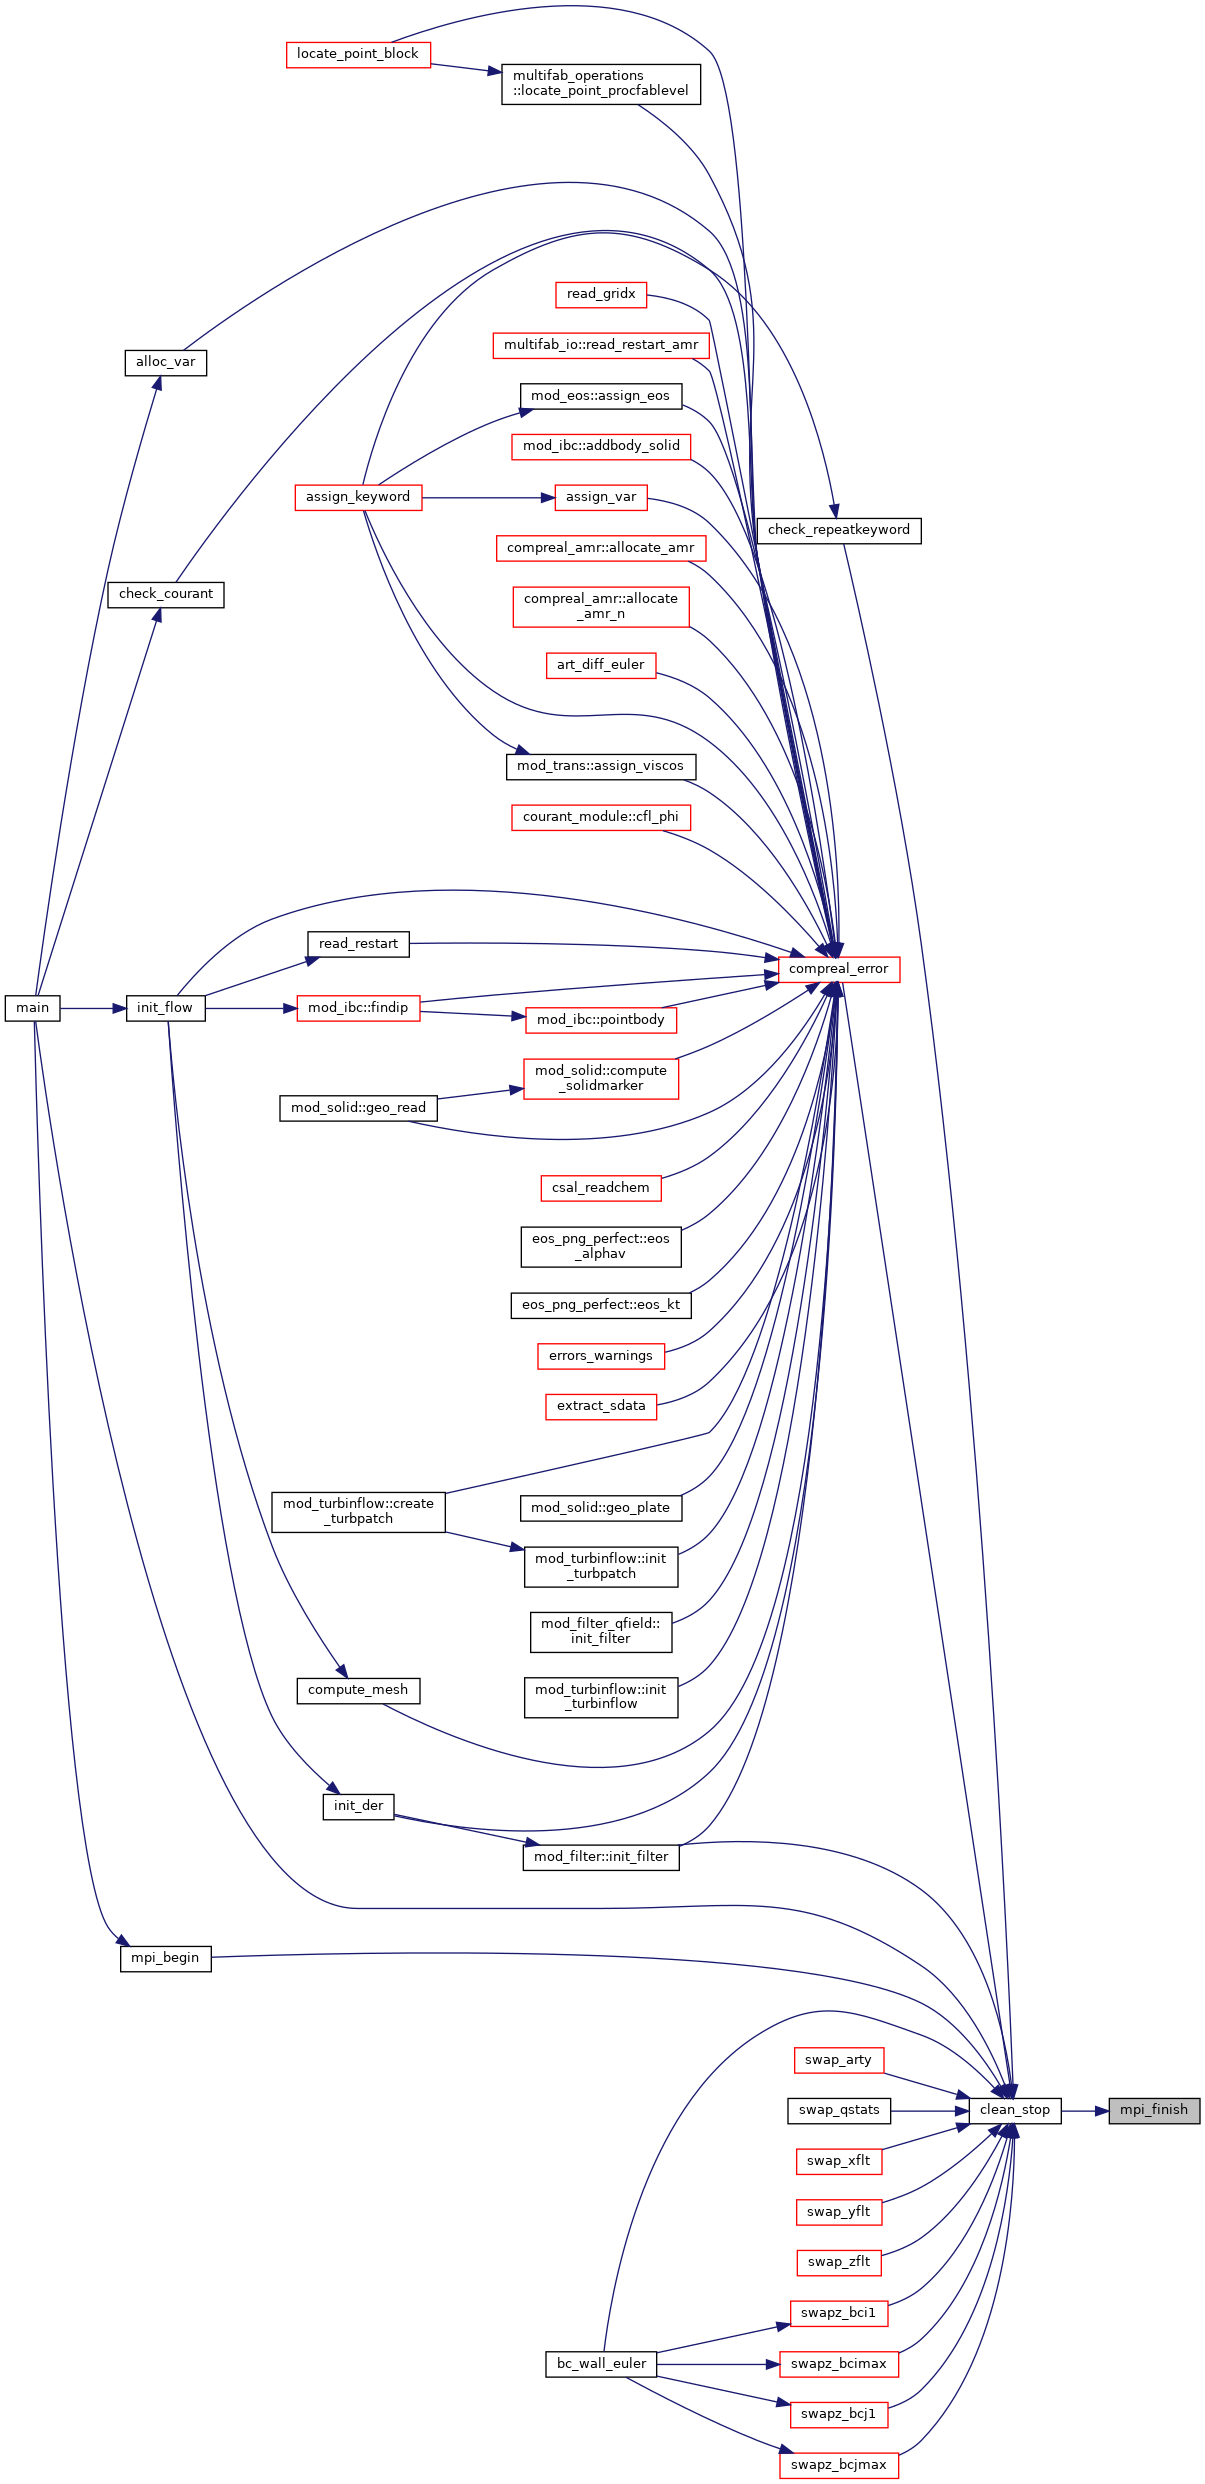 locate_point_block
multifab_operations
::locate_point_procfablevel
read_gridx
multifab_io::read_restart_amr
alloc_var
mod_eos::assign_eos
mod_ibc::addbody_solid
assign_keyword
assign_var
check_repeatkeyword
compreal_amr::allocate_amr
check_courant
compreal_amr::allocate
_amr_n
art_diff_euler
mod_trans::assign_viscos
courant_module::cfl_phi
read_restart
compreal_error
main
init_flow
mod_ibc::findip
mod_ibc::pointbody
mod_solid::compute
_solidmarker
mod_solid::geo_read
csal_readchem
eos_png_perfect::eos
_alphav
eos_png_perfect::eos_kt
errors_warnings
extract_sdata
mod_turbinflow::create
_turbpatch
mod_solid::geo_plate
mod_turbinflow::init
_turbpatch
mod_filter_qfield::
init_filter
compute_mesh
mod_turbinflow::init
_turbinflow
init_der
mod_filter::init_filter
mpi_begin
swap_arty
swap_qstats
clean_stop
mpi_finish
swap_xflt
swap_yflt
swap_zflt
swapz_bci1
bc_wall_euler
swapz_bcimax
swapz_bcj1
swapz_bcjmax